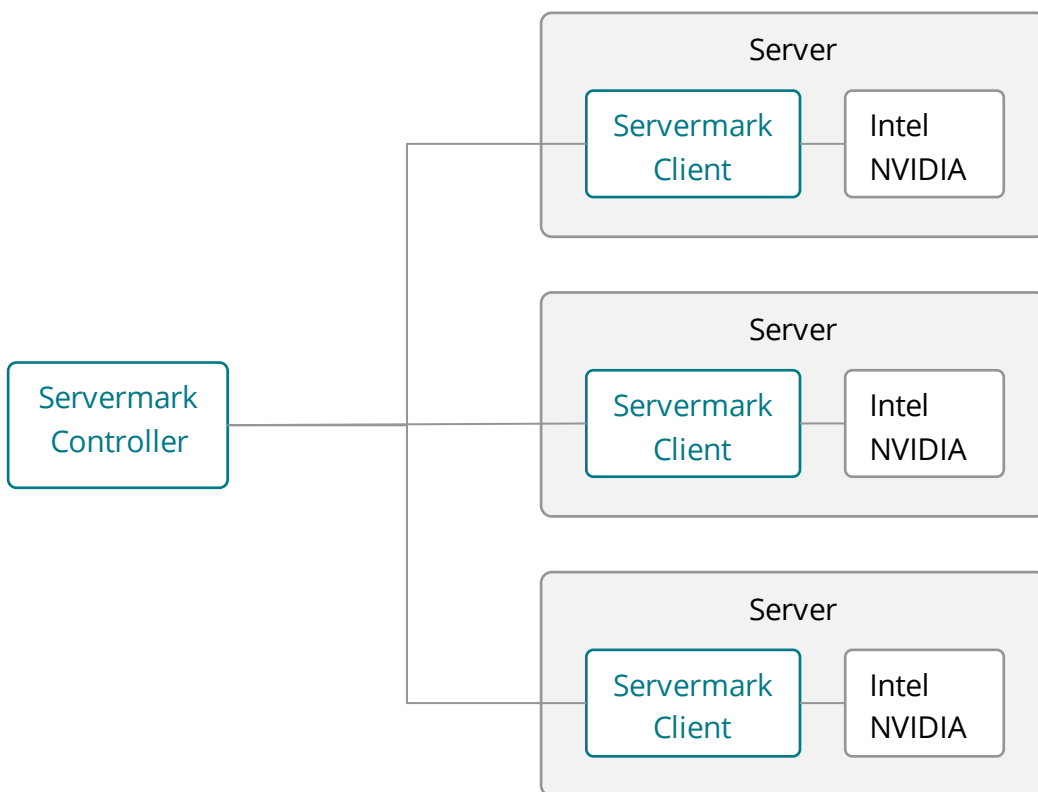 Server
Servermark
Client
Intel
NVIDIA
Server
Servermark
Controller
Servermark
Client
Intel
NVIDIA
Server
Servermark
Client
Intel
NVIDIA